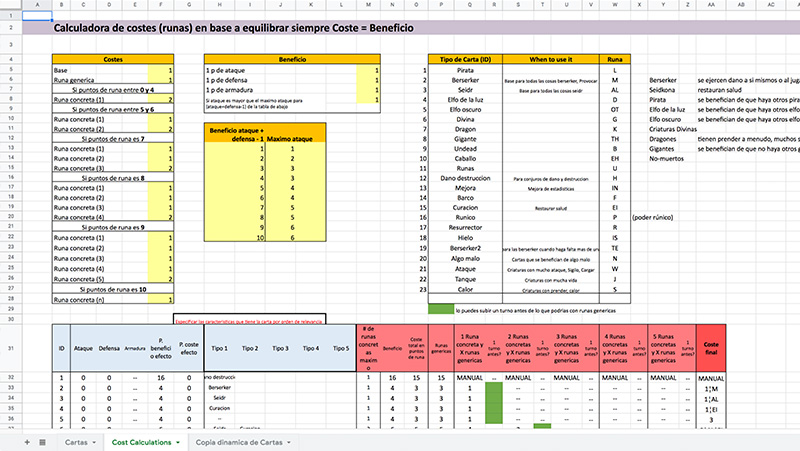 A B C D E F G H I J K L M N O P Q R S T U V W X Y Z AA AB
Calculadora de costes (runas) en base a equilibrar siempre Coste = Beneficio
Costes
Base 1
Runa generica 1
Si puntos de runa entre 0 y 4
Runa concreta (1) 2
Si puntos de runa entre 5 y 6
Runa concreta (1) 1
Runa concreta (2) 1
Si puntos de runa es 7
Runa concreta (1) 1
Runa concreta (2) 1
Runa concreta (3) 2
Si puntos de runa es 8
Runa concreta (1) 1
Runa concreta (2) 1
Runa concreta (3) 1
Runa concreta (4) 2
Si puntos de runa es 9
Runa concreta (1) 1
Runa concreta (2) 1
Runa concreta (3) 1
Runa concreta (4) 1
Runa concreta (5) 2
Si puntos de runa es 10
Runa concreta (n) 1
Beneficio
1 p de ataque 1
1 p de defensa 1
1 p de armadura 1
Si ataque es mayor que el maximo ataque para 1
(ataque+defensa-1) de la tabla de abajo
Beneficio ataque + defensa - 1 Maximo ataque
1 1
2 2
3 3
4 3
5 4
6 4
7 5
8 5
9 6
10 6
Tipo de Carta (ID) When to use it Runa
1 Pirata L
2 Berserker Base para todas las cosas berserker, Provocar M
3 Seidr Base para todas las cosas seidr AL
4 Elfo de la luz D
5 Elfo oscuro OT
6 Divina G
7 Dragon K
8 Gigante TH
9 Undead B
10 Caballo EH
11 Runas U
12 Dano destruccion Para conjuros de dano y destruccion H
13 Mejora Mejora de estadisticas IN
14 Barco F
15 Curacion Restaurar salud EI
16 Runico P (poder rúnico)
17 Resurrector R
18 Hielo IS
19 Berserker2 para las berserker cuando haga falta mas de un TE
20 Algo malo Cartas que se benefician de algo malo N
21 Ataque Criaturas con mucho ataque, Sigilo, Cargar W
22 Tanque Criaturas con mucha vida J
23 Calor Criaturas con prender, calor S
Berserker se ejercen dano a si mismos o al jug
Seidkona restauran salud
Pirata se benefician de que haya otros pira
Elfo de la luz se benefician de que haya otros elfo
Elfo oscuro se benefician de que haya otros elfo
Criaturas Divinas
Dragones tienen prender a menudo, muchos
Gigantes se benefician de que no haya otros g
No-muertos
lo puedes subir un turno antes de lo que podrias con runas genericas
Especificar las caracteristicas que tiene la carta por orden de relevancia
ID Ataque Defensa Armadura P. beneficio efecto P. coste efecto Tipo 1 Tipo 2 Tipo 3 Tipo 4 Tipo 5 # de runas concretas maximo Beneficio Coste total en puntos de runa Runas genericas 1 Runa concreta y X runas genericas 1 turno antes? 2 Runas concretas y X runas genericas 1 turno antes? 3 Runas concretas y X runas genericas 1 turno antes? 4 Runas concretas y X runas genericas 1 turno antes? 5 Runas concretas y X runas genericas 1 turno antes? Coste final
1 0 0 -- 16 0 no destrucci 1 16 15 15 MANUAL -- MANUAL -- MANUAL -- MANUAL -- MANUAL -- MANUAL
2 0 0 -- 4 0 Berserker 1 4 3 3 1 -- -- -- -- -- -- -- -- 1¦M
3 0 0 -- 4 0 Seidr 1 4 3 3 1 -- -- -- -- -- -- -- -- 1¦AL
4 0 0 -- 4 0 Curacion 1 4 3 3 1 -- -- -- -- -- -- -- -- 1¦EI
5 0 0 -- 4 0 -- 1 4 3 3 1 -- -- -- -- -- -- -- -- 3
Cartas Cost Calculations Copia dinamica de Cartas